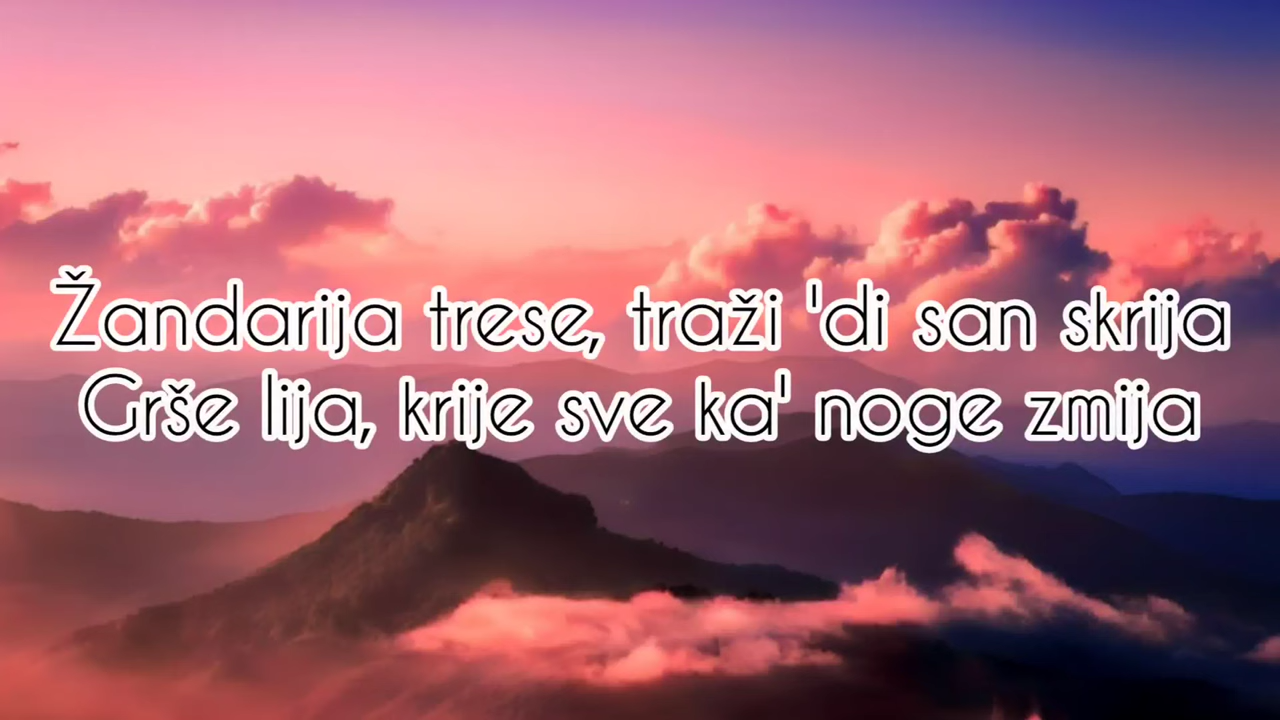 Žandarija trese, traži 'di san skrija
Grše lija, krije sve ka' noge zmija